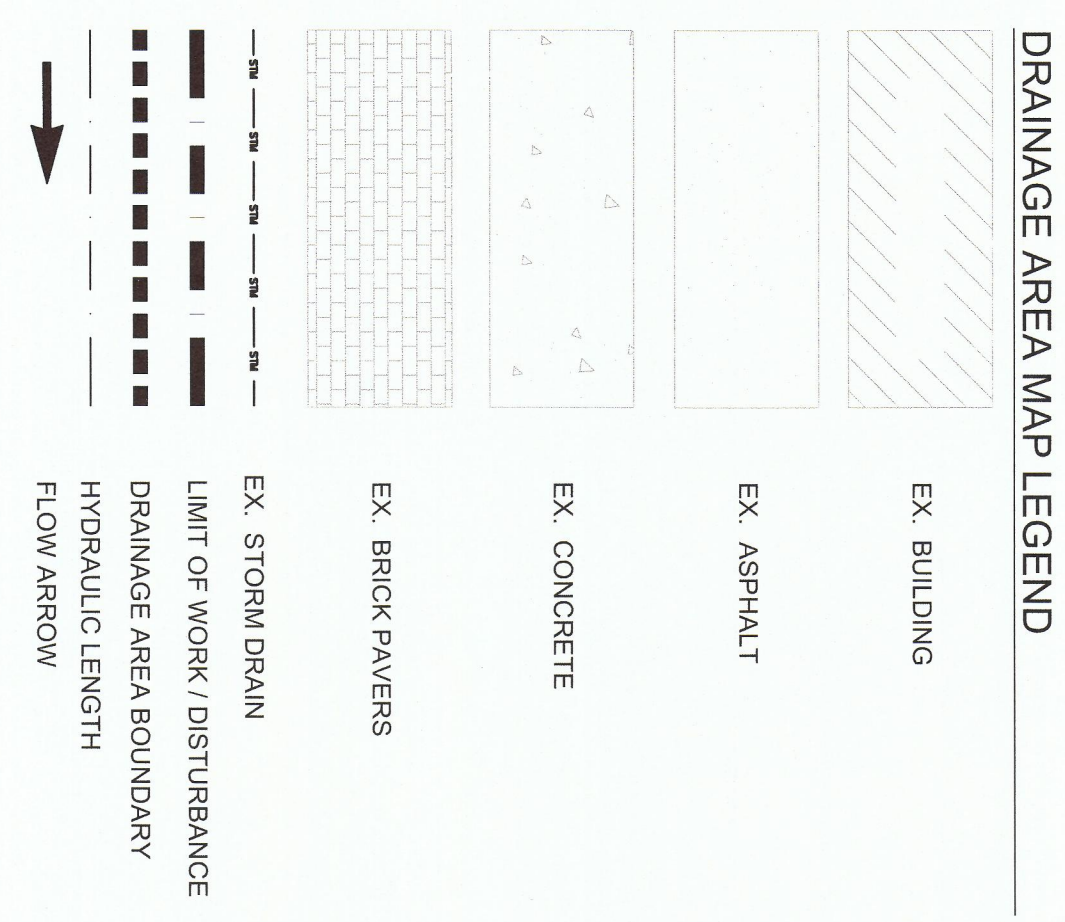 DRAINAGE AREA MAP LEGEND
EX. BUILDING
EX. ASPHALT
EX. CONCRETE
EX. BRICK PAVERS
STM STM STM STM STM
EX. STORM DRAIN
LIMIT OF WORK / DISTURBANCE
DRAINAGE AREA BOUNDARY
HYDRAULIC LENGTH
FLOW ARROW